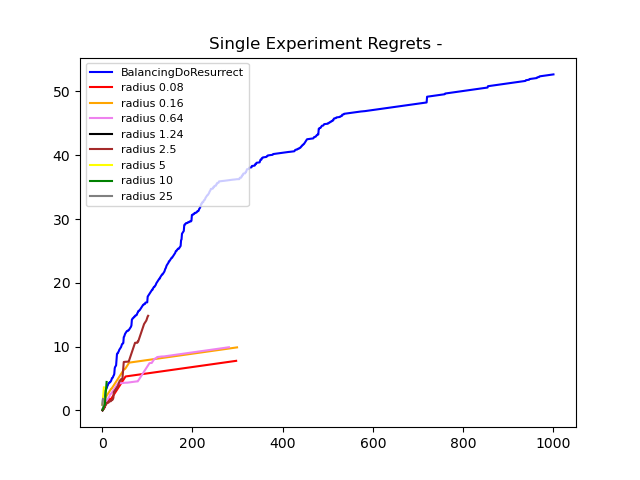 Single Experiment Regrets -
BalancingDoResurrect
radius 0.08
radius 0.16
radius 0.64
radius 1.24
radius 2.5
radius 5
radius 10
radius 25
50
40
30
20
10
0
0 200 400 600 800 1000